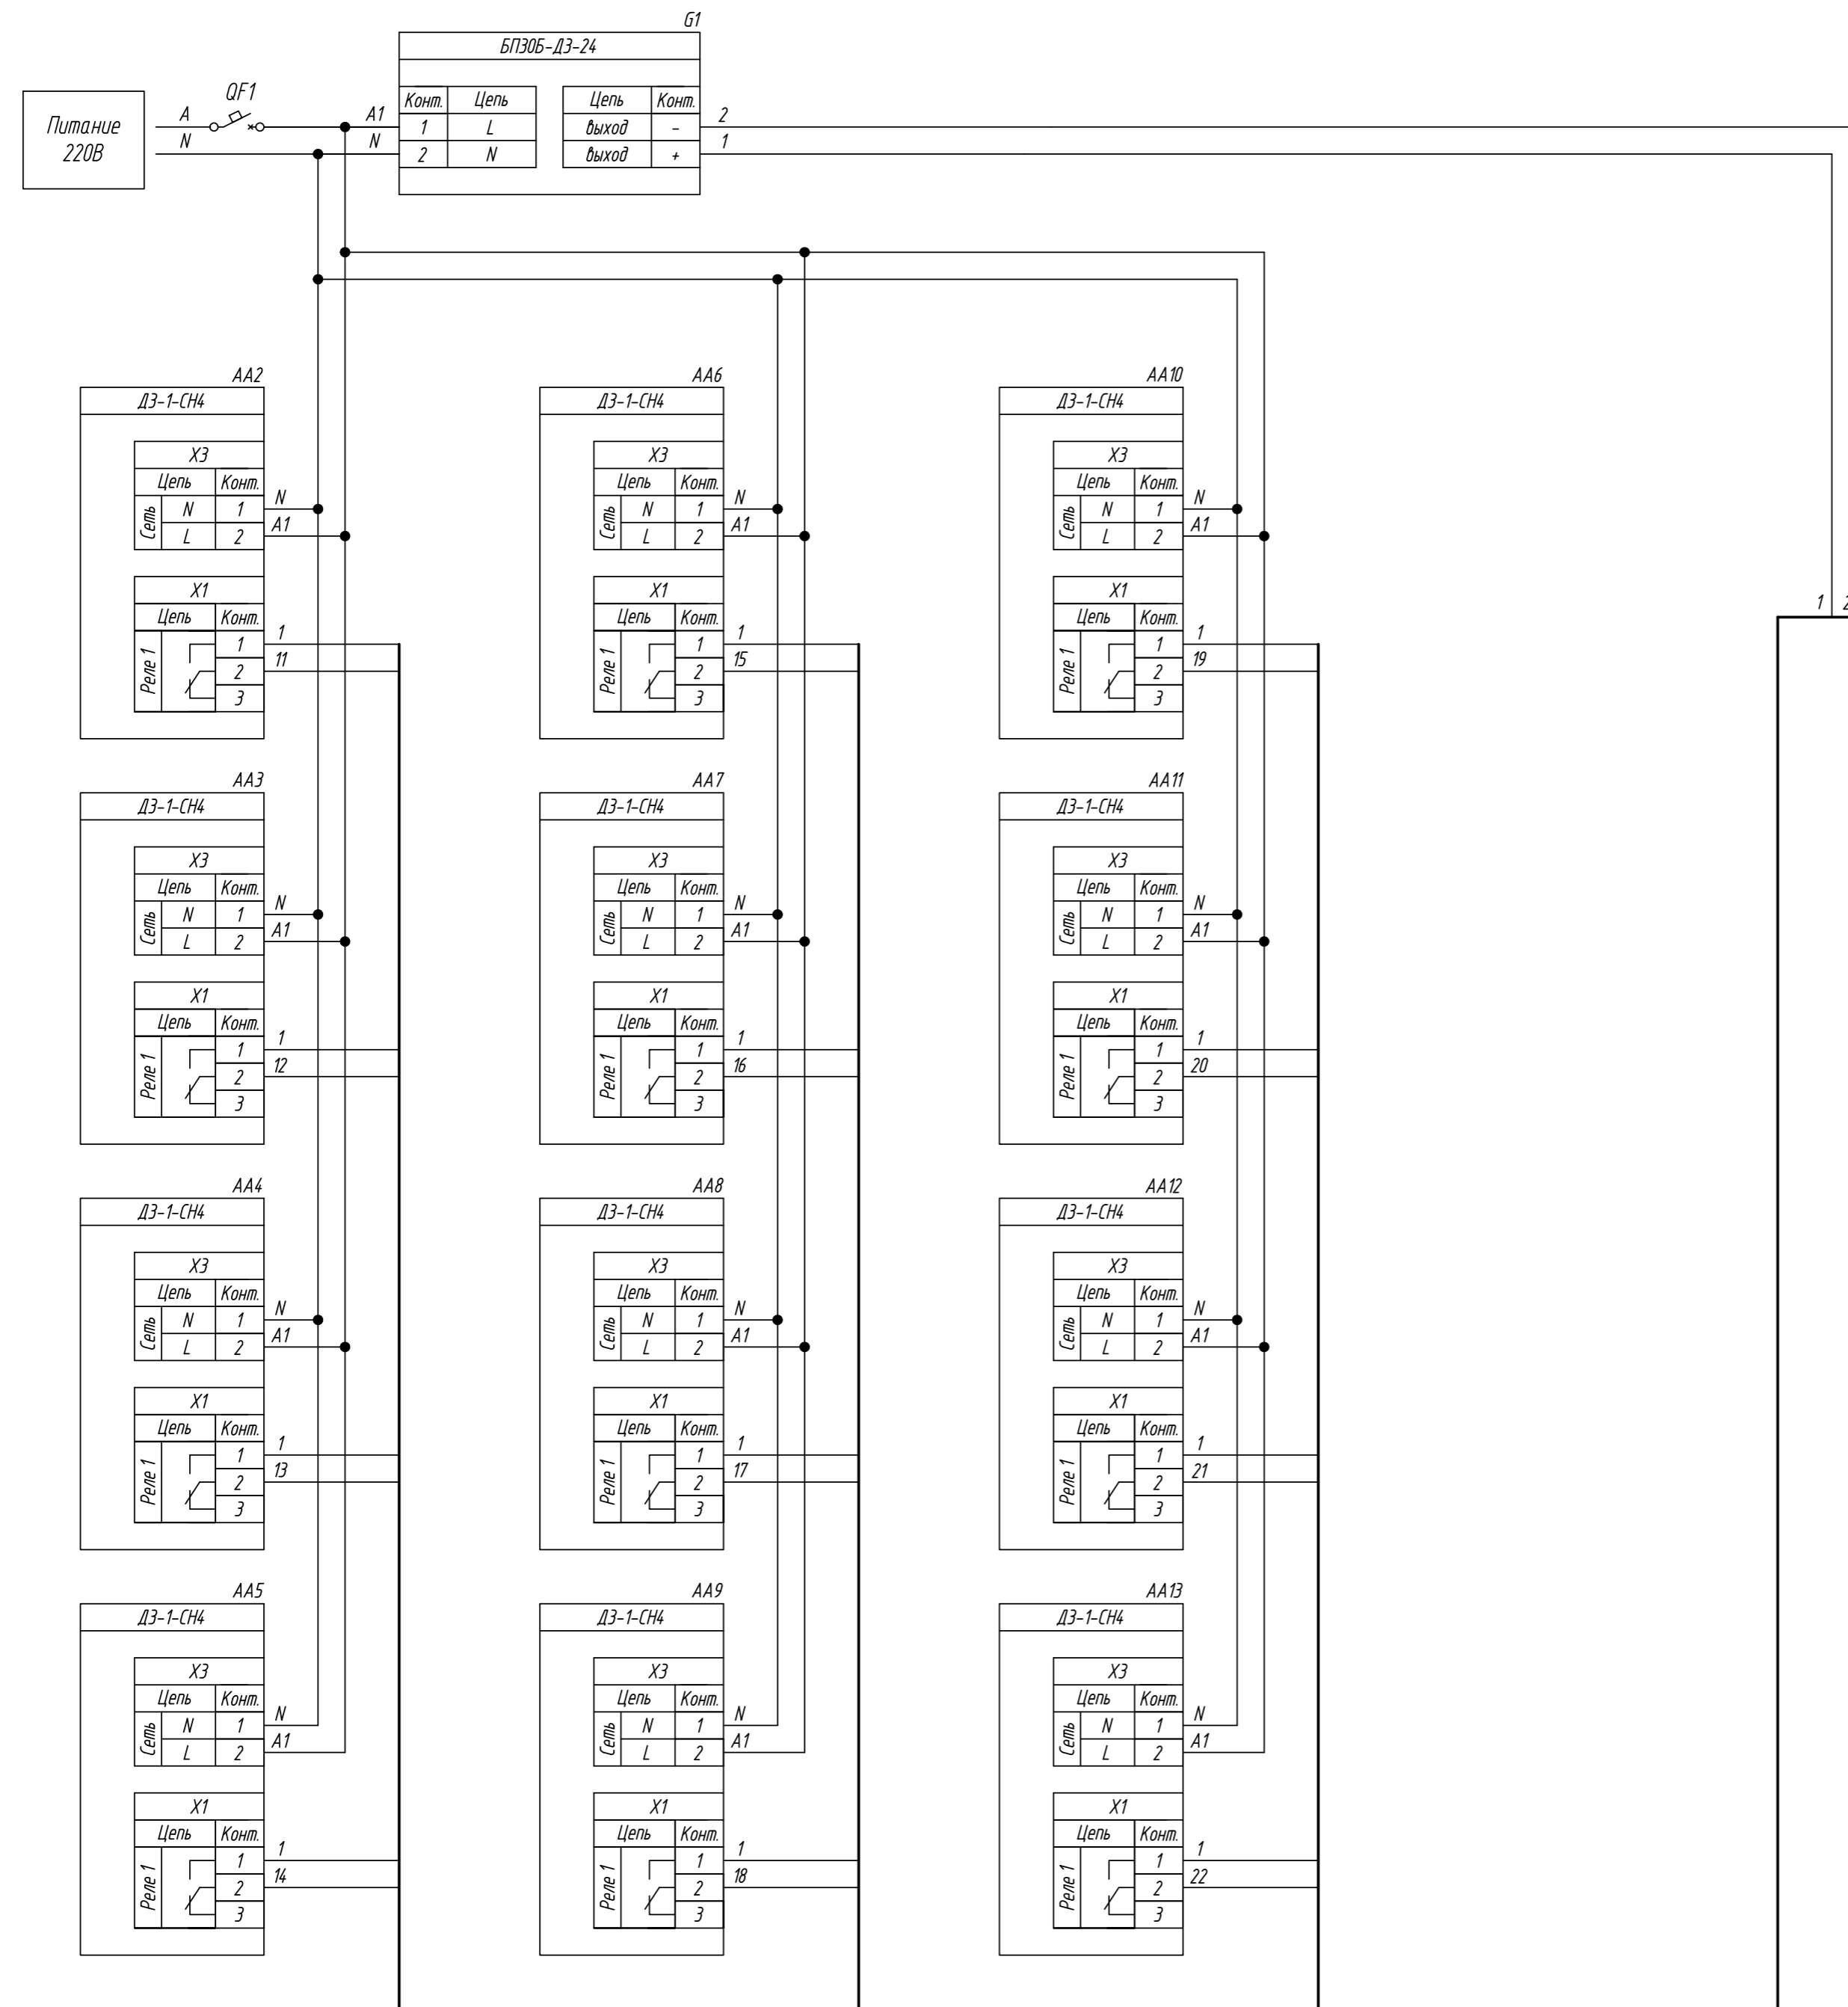 G1
БП30Б-Д3-24
Питание
220В
QF1
A
N
A1
N
Конт. Цепь
1 L
2 N
Цепь Конт.
выход -
выход +
2
1
AA2
ДЗ-1-СН4
X3
Цепь Конт.
Сеть
N 1
L 2
N
A1
X1
Цепь Конт.
Реле 1
1
2
3
1
11
AA6
ДЗ-1-СН4
X3
Цепь Конт.
Сеть
N 1
L 2
N
A1
X1
Цепь Конт.
Реле 1
1
2
3
1
15
AA10
ДЗ-1-СН4
X3
Цепь Конт.
Сеть
N 1
L 2
N
A1
X1
Цепь Конт.
Реле 1
1
2
3
1
19
1 2
AA3
ДЗ-1-СН4
X3
Цепь Конт.
Сеть
N 1
L 2
N
A1
X1
Цепь Конт.
Реле 1
1
2
3
1
12
AA7
ДЗ-1-СН4
X3
Цепь Конт.
Сеть
N 1
L 2
N
A1
X1
Цепь Конт.
Реле 1
1
2
3
1
16
AA11
ДЗ-1-СН4
X3
Цепь Конт.
Сеть
N 1
L 2
N
A1
X1
Цепь Конт.
Реле 1
1
2
3
1
20
AA4
ДЗ-1-СН4
X3
Цепь Конт.
Сеть
N 1
L 2
N
A1
X1
Цепь Конт.
Реле 1
1
2
3
1
13
AA8
ДЗ-1-СН4
X3
Цепь Конт.
Сеть
N 1
L 2
N
A1
X1
Цепь Конт.
Реле 1
1
2
3
1
17
AA12
ДЗ-1-СН4
X3
Цепь Конт.
Сеть
N 1
L 2
N
A1
X1
Цепь Конт.
Реле 1
1
2
3
1
21
AA5
ДЗ-1-СН4
X3
Цепь Конт.
Сеть
N 1
L 2
N
A1
X1
Цепь Конт.
Реле 1
1
2
3
1
14
AA9
ДЗ-1-СН4
X3
Цепь Конт.
Сеть
N 1
L 2
N
A1
X1
Цепь Конт.
Реле 1
1
2
3
1
18
AA13
ДЗ-1-СН4
X3
Цепь Конт.
Сеть
N 1
L 2
N
A1
X1
Цепь Конт.
Реле 1
1
2
3
1
22